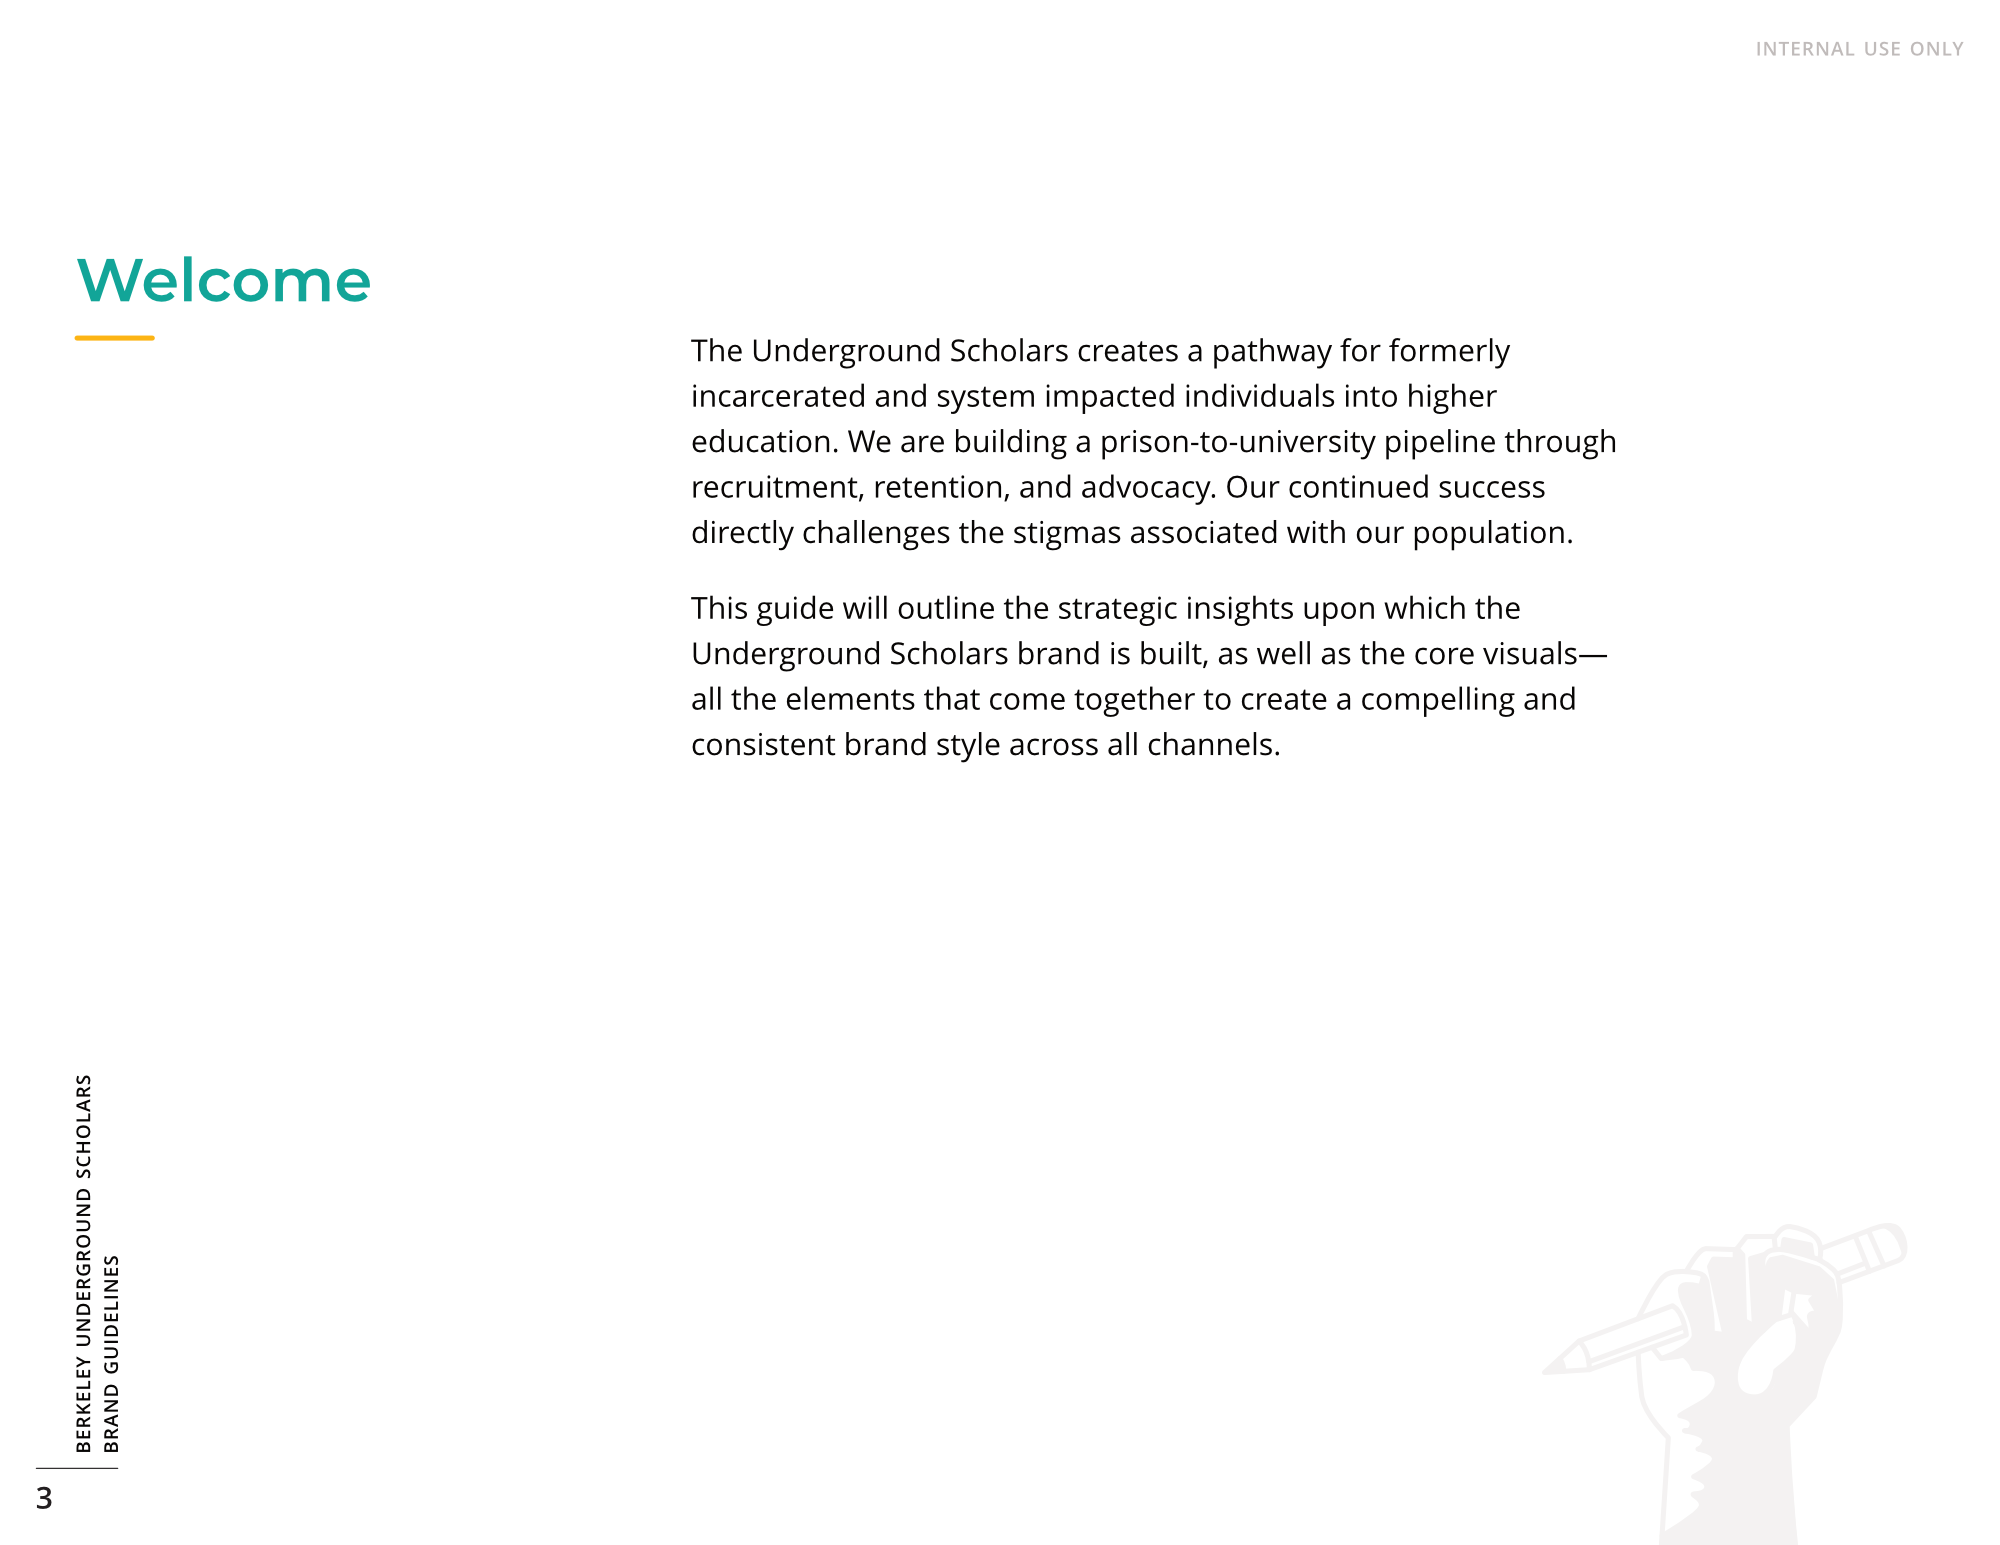 INTERNAL USE ONLY
Welcome
The Underground Scholars creates a pathway for formerly
incarcerated and system impacted individuals into higher
education. We are building a prison-to-university pipeline through
recruitment, retention, and advocacy. Our continued success
directly challenges the stigmas associated with our population.
This guide will outline the strategic insights upon which the
Underground Scholars brand is built, as well as the core visuals—
all the elements that come together to create a compelling and
consistent brand style across all channels.
BERKELEY UNDERGROUND SCHOLARS
BRAND GUIDELINES
3